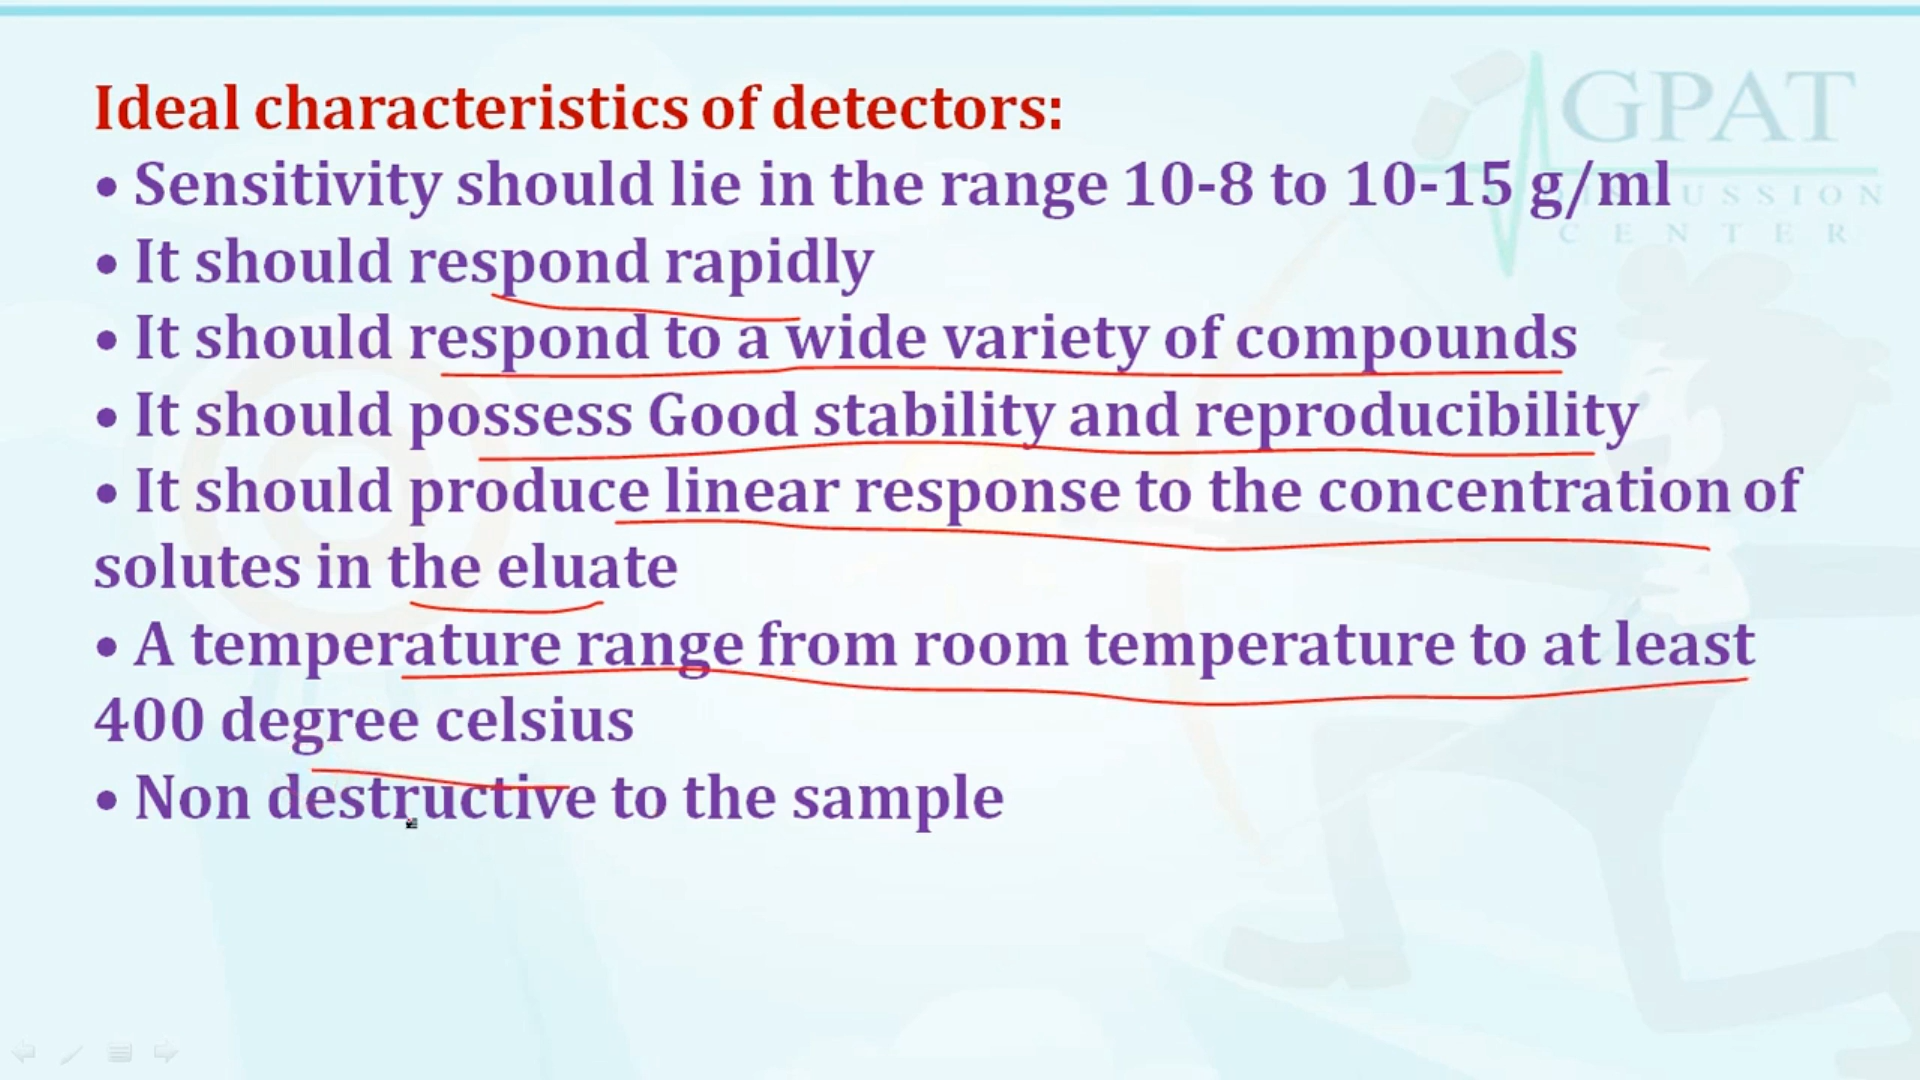 Ideal characteristics of detectors:
• Sensitivity should lie in the range 10-8 to 10-15 g/ml
• It should respond rapidly
• It should respond to a wide variety of compounds
• It should possess Good stability and reproducibility
• It should produce linear response to the concentration of
solutes in the eluate
• A temperature range from room temperature to at least
400 degree celsius
• Non destructive to the sample
GPAT
DISCUSSION
CENTER